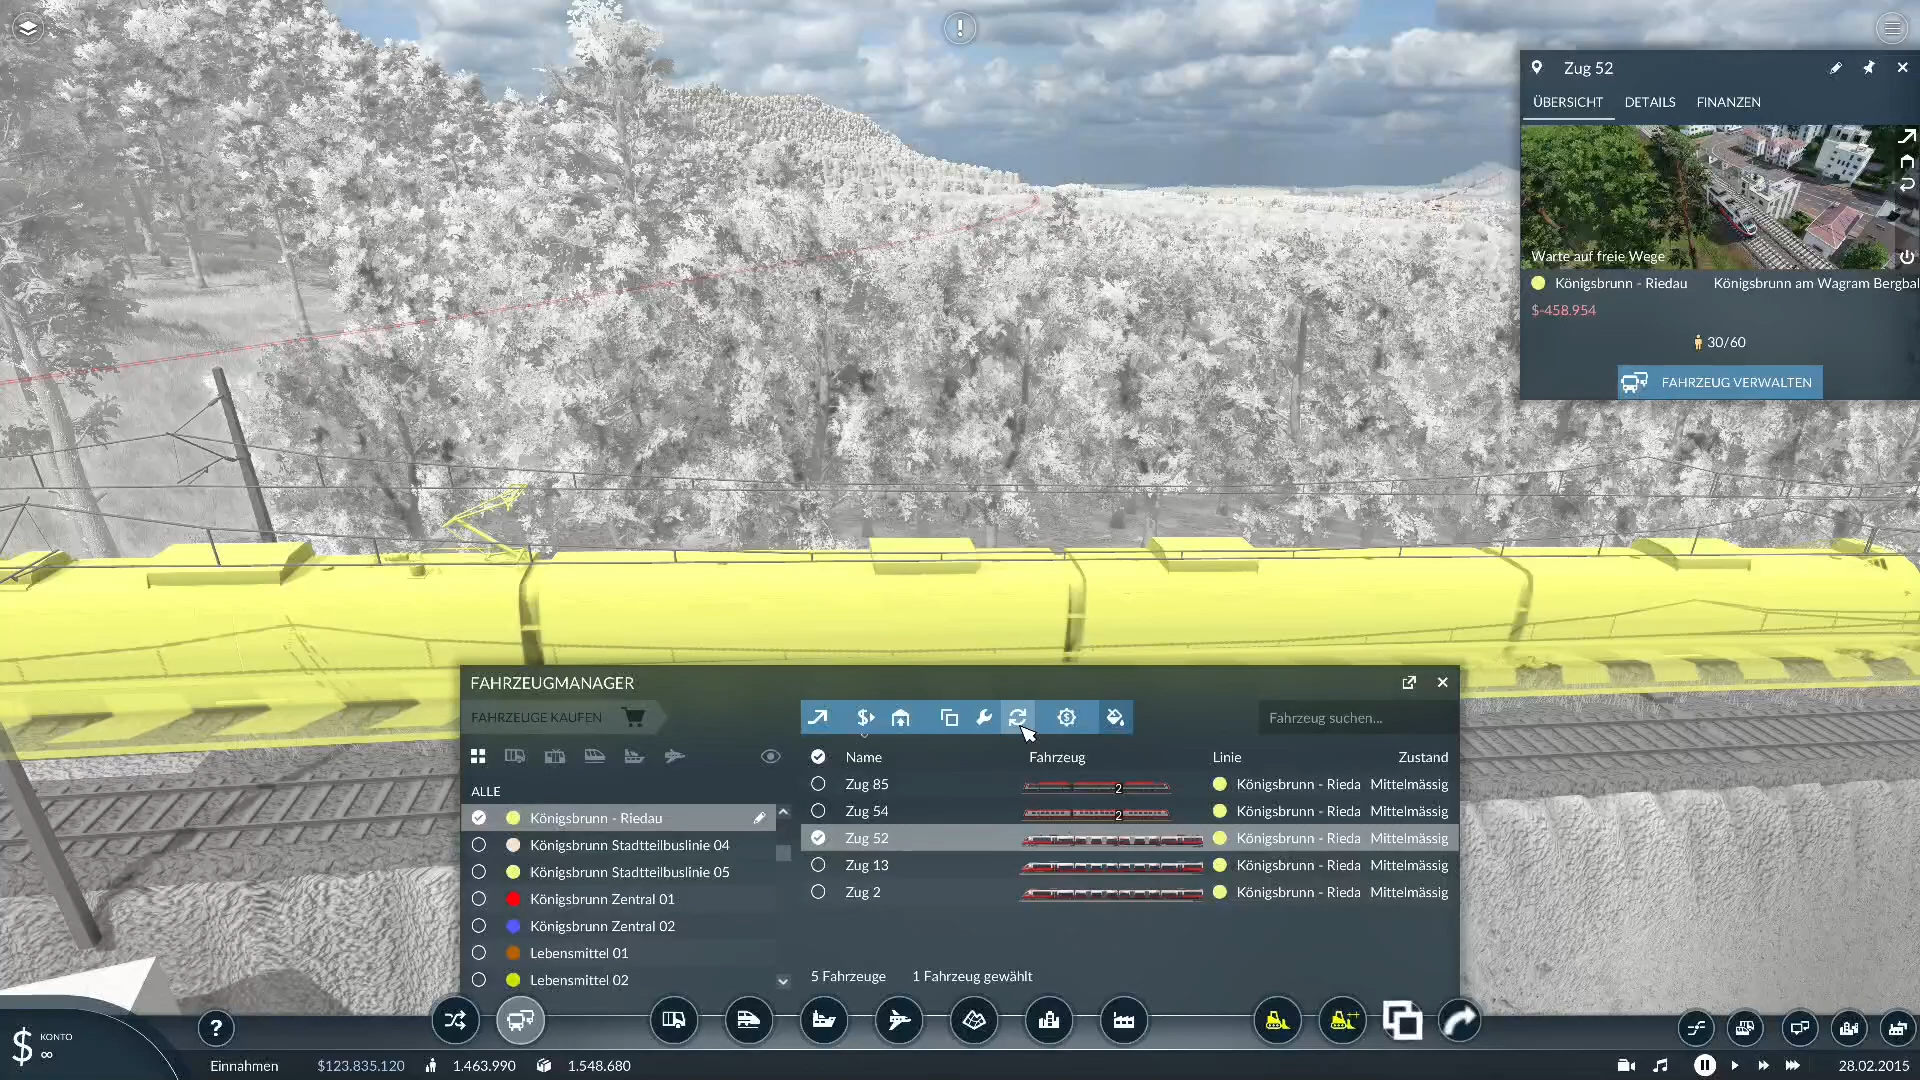 Zug 52
ÜBERSICHT DETAILS FINANZEN
Warte auf freie Wege
Königsbrunn - Riedau Königsbrunn am Wagram Bergbal
$-458.954
30/60
FAHRZEUG VERWALTEN
FAHRZEUGMANAGER
FAHRZEUGE KAUFEN
Fahrzeug suchen...
ALLE
Königsbrunn - Riedau
Königsbrunn Stadtteilbuslinie 04
Königsbrunn Stadtteilbuslinie 05
Königsbrunn Zentral 01
Königsbrunn Zentral 02
Lebensmittel 01
Lebensmittel 02
Name Fahrzeug Linie Zustand
Zug 85 2 Königsbrunn - Rieda Mittelmässig
Zug 54 2 Königsbrunn - Rieda Mittelmässig
Zug 52 Königsbrunn - Rieda Mittelmässig
Zug 13 Königsbrunn - Rieda Mittelmässig
Zug 2 Königsbrunn - Rieda Mittelmässig
5 Fahrzeuge 1 Fahrzeug gewählt
KONTO
∞
Einnahmen $123.835.120 1.463.990 1.548.680
28.02.2015